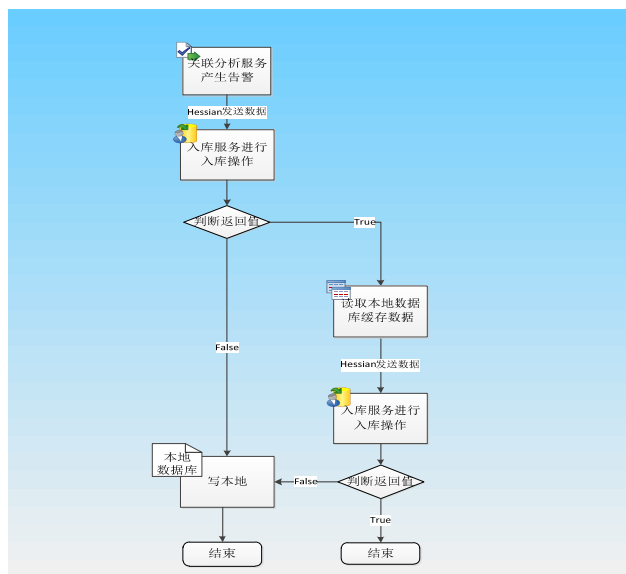 关联分析服务
产生告警
Hessian发送数据
入库服务进行
入库操作
判断返回值
True
读取本地数据
库缓存数据
False
Hessian发送数据
入库服务进行
入库操作
本地
数据库
写本地
False
判断返回值
True
结束
结束